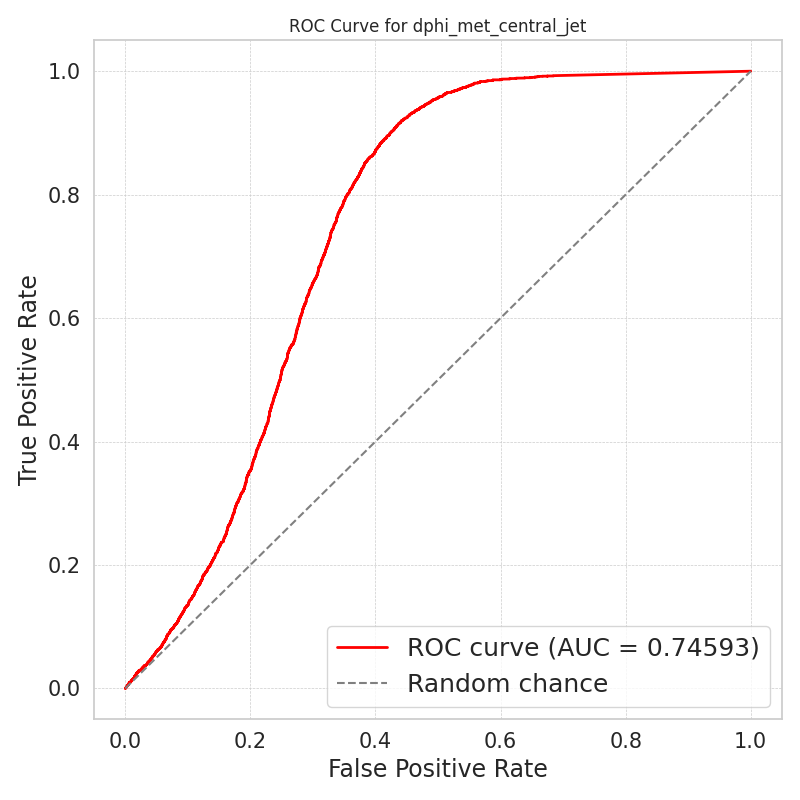 ROC Curve for dphi_met_central_jet
1.0
0.8
0.6
0.4
0.2
0.0
True Positive Rate
ROC curve (AUC = 0.74593)
Random chance
0.0 0.2 0.4 0.6 0.8 1.0
False Positive Rate